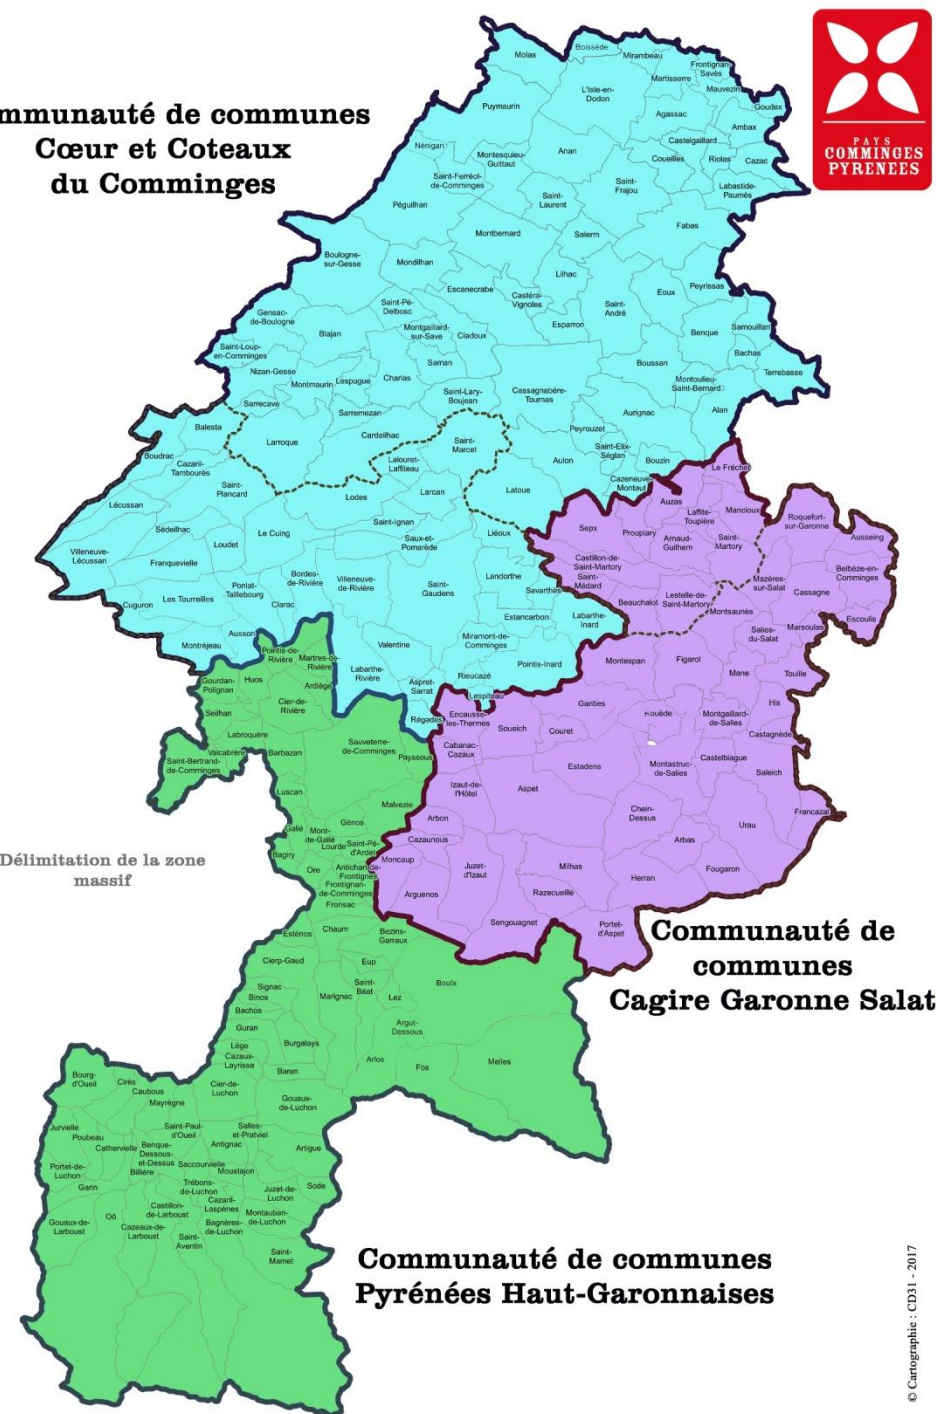 mmunauté de communes
Cœur et Coteaux
du Comminges
PAYS
COMMINGES
PYRENEES
Molas
Boissède
Mirambeau
Frontignan-
Savès
L'Isle-en-
Dodon
Martisserre
Mauvezin
Puymaurin
Goudex
Agassac
Ambax
Nénigan
Castelgaillard
Montesquieu-
Guittaut
Anan
Coueilles
Riolas
Cazac
Saint-Ferréol-
de-Comminges
Saint-
Frajou
Labastide-
Paumès
Saint-
Laurent
Péguilhan
Fabas
Montbernard
Salerm
Boulogne-
sur-Gesse
Mondilhan
Lilhac
Escanecrabe
Castéra-
Vignoles
Eoux
Peyrissas
Saint-Pé-
Delbosc
Saint-
André
Gensac-
de-Boulogne
Blajan
Montgaillard-
sur-Save
Ciadoux
Esparron
Benque
Samouillan
Saint-Loup
en-Comminges
Saman
Boussan
Bachas
Nizan-Gesse
Terrebasse
Montmaurin
Lespugue
Charlas
Montoulieu-
Saint-Bernard
Saint-Lary-
Boujean
Cassagnabère-
Tournas
Sarrecave
Sarremezan
Aurignac
Alan
Balesta
Cardeilhac
Peyrouzet
Larroque
Saint-
Marcet
Saint-Elix-
Séglan
Boudrac
Cazaril-
Tambourès
Lalouret-
Laffiteau
Aulon
Bouzin
Le Fréchet
Saint-
Plancard
Cazeneuve-
Montaut
Lécussan
Lodes
Larcan
Latoue
Auzas
Mancioux
Laffite-
Toupière
Roquefort-
sur-Garonne
Saint-Ignan
Sédeilhac
Le Cuing
Liéoux
Sepx
Proupiary
Ausseing
Loudet
Saux-et-
Pomarède
Arnaud-
Guilhem
Saint-
Martory
Villeneuve-
Lécussan
Franquevielle
Castillon-de-
Saint-Martory
Belbèze-en-
Comminges
Bordes-
de-Rivière
Villeneuve-
de-Rivière
Landorthe
Saint-
Médard
Mazères-
sur-Salat
Ponlat-
Taillebourg
Saint-
Gaudens
Savarthès
Cassagne
Les Tourreilles
Clarac
Beauchalot
Lestelle-de-
Saint-Martory
Cuguron
Montsaunès
Estancarbon
Labarthe-
Inard
Escoulis
Ausson
Salies-
du-Salat
Marsoulas
Montréjeau
Valentine
Miramont-de-
Comminges
Pointis-de-
Rivière
Martres-de-
Rivière
Labarthe-
Rivière
Pointis-Inard
Montespan
Figarol
Mane
Touille
Gourdan-
Polignan
Huos
Ardiège
Aspret-
Sarrat
Rieucazé
Lespiteau
Cier-de-
Rivière
Ganties
His
Seilhan
Régades
Encausse-
les-Thermes
Soueich
Rouède
Montgaillard-
de-Salies
Labroquère
Couret
Castagnède
Valcabrère
Barbazan
Sauveterre-
de-Comminges
Payssous
Cabanac-
Cazaux
Saint-Bertrand-
de-Comminges
Estadens
Montastruc-
de-Salies
Castelbiague
Saleich
Luscan
Izaut-de-
l'Hôtel
Aspet
Malvezie
Arbon
Chein-
Dessus
Francazal
Génos
Urau
Galié
Mont-
de-Galié
Lourde
Saint-Pé-
d'Ardet
Cazaunous
Arbas
Délimitation de la zone
massif
Bagiry
Ore
Antichan-de-
Frontignes
Moncaup
Juzet-
d'Izaut
Milhas
Fougaron
Frontignan-
de-Comminges
Arguenos
Razecueillé
Herran
Fronsac
Sengouagnet
Portet-
d'Aspet
Communauté de
communes
Cagire Garonne Salat
Esténos
Chaum
Bezins-
Garraux
Cierp-Gaud
Eup
Signac
Saint-
Béat
Boutx
Binos
Marignac
Lez
Bachos
Guran
Argut-
Dessous
Lège
Burgalays
Cazaux-
Layrisse
Arlos
Fos
Melles
Baren
Bourg-
d'Oueil
Cirès
Caubous
Cier-de-
Luchon
Mayrègne
Gouaux-
de-Luchon
Jurvielle
Saint-Paul-
d'Oueil
Salles-
et-Pratviel
Poubeau
Cathervielle
Benque-
Dessous-
et-Dessus
Antignac
Artigue
Portet-de-
Luchon
Billière
Saccourvielle
Moustajon
Garin
Trébons-
de-Luchon
Juzet-de-
Luchon
Sode
Castillon-
de-Larboust
Cazaril-
Laspènes
Gouaux-de-
Larboust
Oô
Cazeaux-de-
Larboust
Bagnères-
de-Luchon
Montauban-
de-Luchon
Saint-
Aventin
Saint-
Mamet
Communauté de communes
Pyrénées Haut-Garonnaises
© Cartographie : CD31 - 2017